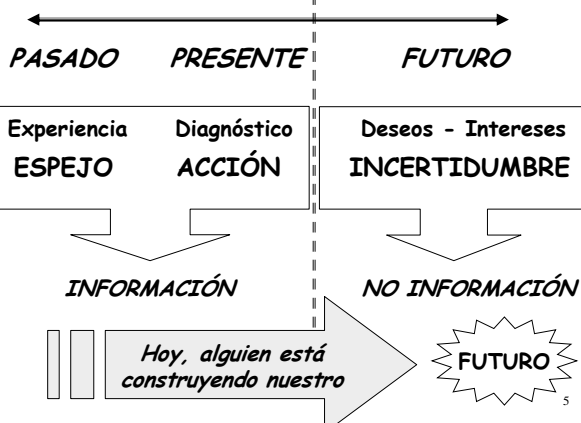 PASADO PRESENTE FUTURO
Experiencia Diagnóstico Deseos - Intereses
ESPEJO ACCIÓN INCERTIDUMBRE
INFORMACIÓN NO INFORMACIÓN
Hoy, alguien está
construyendo nuestro
FUTURO
5